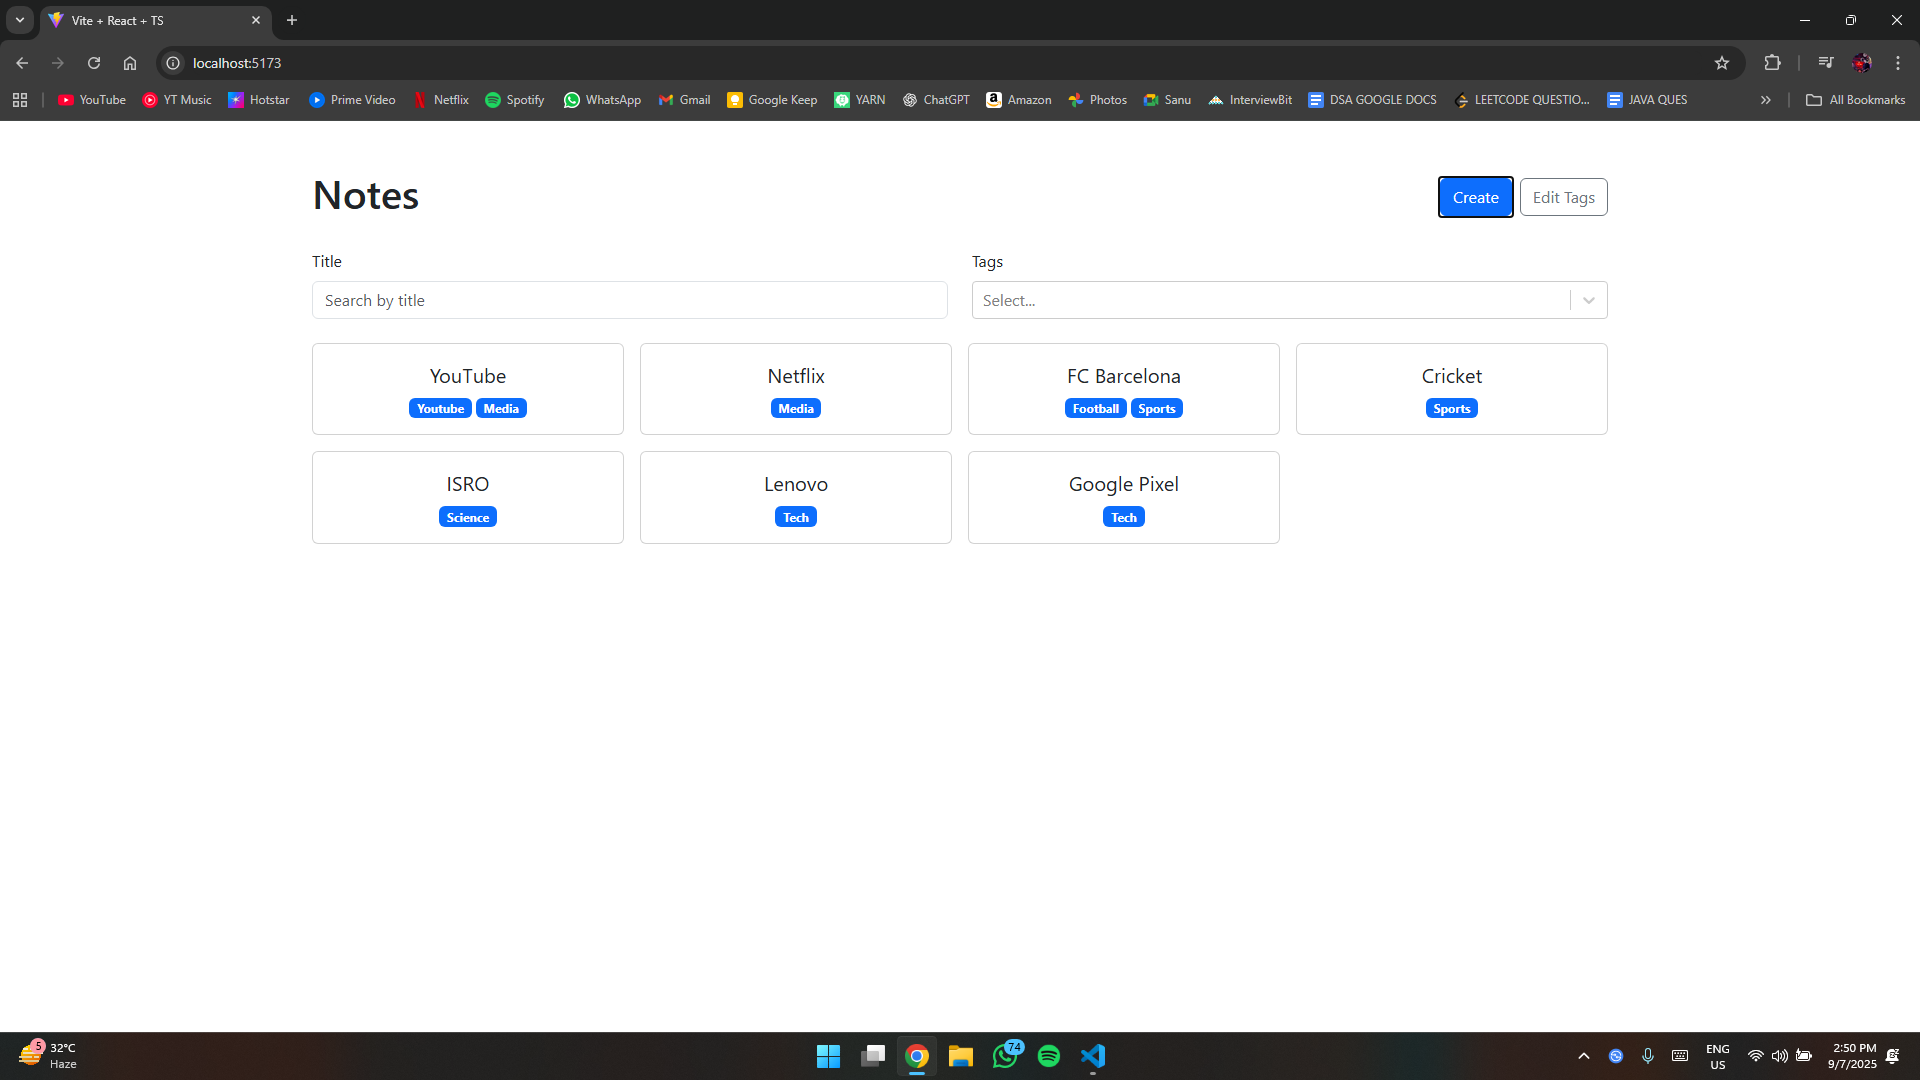 Vite + React + TS
localhost:5173
YouTube YT Music Hotstar Prime Video Netflix Spotify WhatsApp Gmail Google Keep YARN ChatGPT Amazon Photos Sanu InterviewBit DSA GOOGLE DOCS LEETCODE QUESTIO... JAVA QUES All Bookmarks
Notes
Create Edit Tags
Title Tags
Search by title Select...
YouTube Netflix FC Barcelona Cricket
Youtube Media Media Football Sports Sports
ISRO Lenovo Google Pixel
Science Tech Tech
5 32°C 74 ENG 2:50 PM
Haze US 9/7/2025